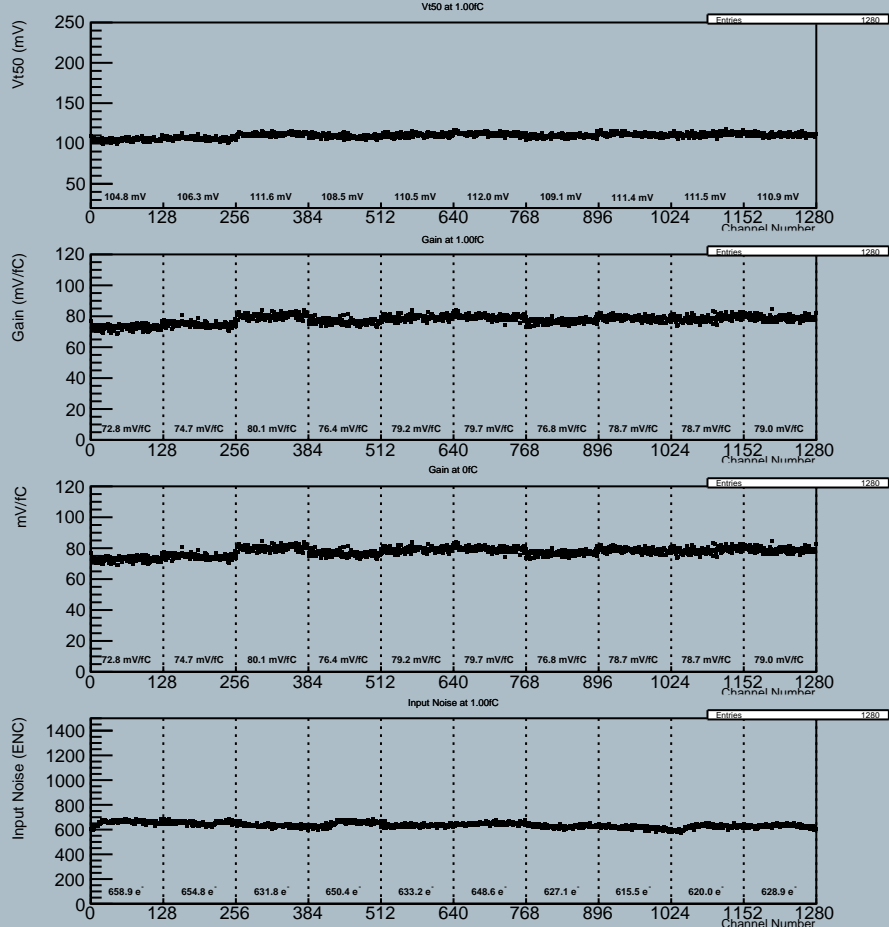 Vt50 at 1.00fC
Entries 1280
Vt50 (mV)
250
200
150
100
50
104.8 mV 106.3 mV 111.6 mV 108.5 mV 110.5 mV 112.0 mV 109.1 mV 111.4 mV 111.5 mV 110.9 mV
0 128 256 384 512 640 768 896 1024 1152 1280
Channel Number
Gain at 1.00fC
Entries 1280
Gain (mV/fC)
120
100
80
60
40
20
0
72.8 mV/fC 74.7 mV/fC 80.1 mV/fC 76.4 mV/fC 79.2 mV/fC 79.7 mV/fC 76.8 mV/fC 78.7 mV/fC 78.7 mV/fC 79.0 mV/fC
0 128 256 384 512 640 768 896 1024 1152 1280
Channel Number
Gain at 0fC
Entries 1280
mV/fC
120
100
80
60
40
20
0
72.8 mV/fC 74.7 mV/fC 80.1 mV/fC 76.4 mV/fC 79.2 mV/fC 79.7 mV/fC 76.8 mV/fC 78.7 mV/fC 78.7 mV/fC 79.0 mV/fC
0 128 256 384 512 640 768 896 1024 1152 1280
Channel Number
Input Noise at 1.00fC
Entries 1280
Input Noise (ENC)
1400
1200
1000
800
600
400
200
0
658.9 e⁻ 654.8 e⁻ 631.8 e⁻ 650.4 e⁻ 633.2 e⁻ 648.6 e⁻ 627.1 e⁻ 615.5 e⁻ 620.0 e⁻ 628.9 e⁻
0 128 256 384 512 640 768 896 1024 1152 1280
Channel Number